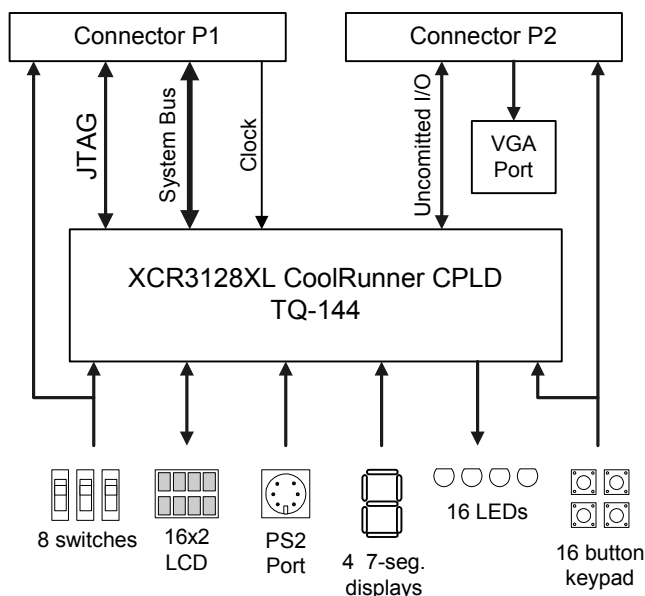 Connector P1
Connector P2
JTAG
System Bus
Clock
Uncomitted I/O
VGA
Port
XCR3128XL CoolRunner CPLD
TQ-144
8 switches
16x2
LCD
PS2
Port
4 7-seg.
displays
16 LEDs
16 button
keypad